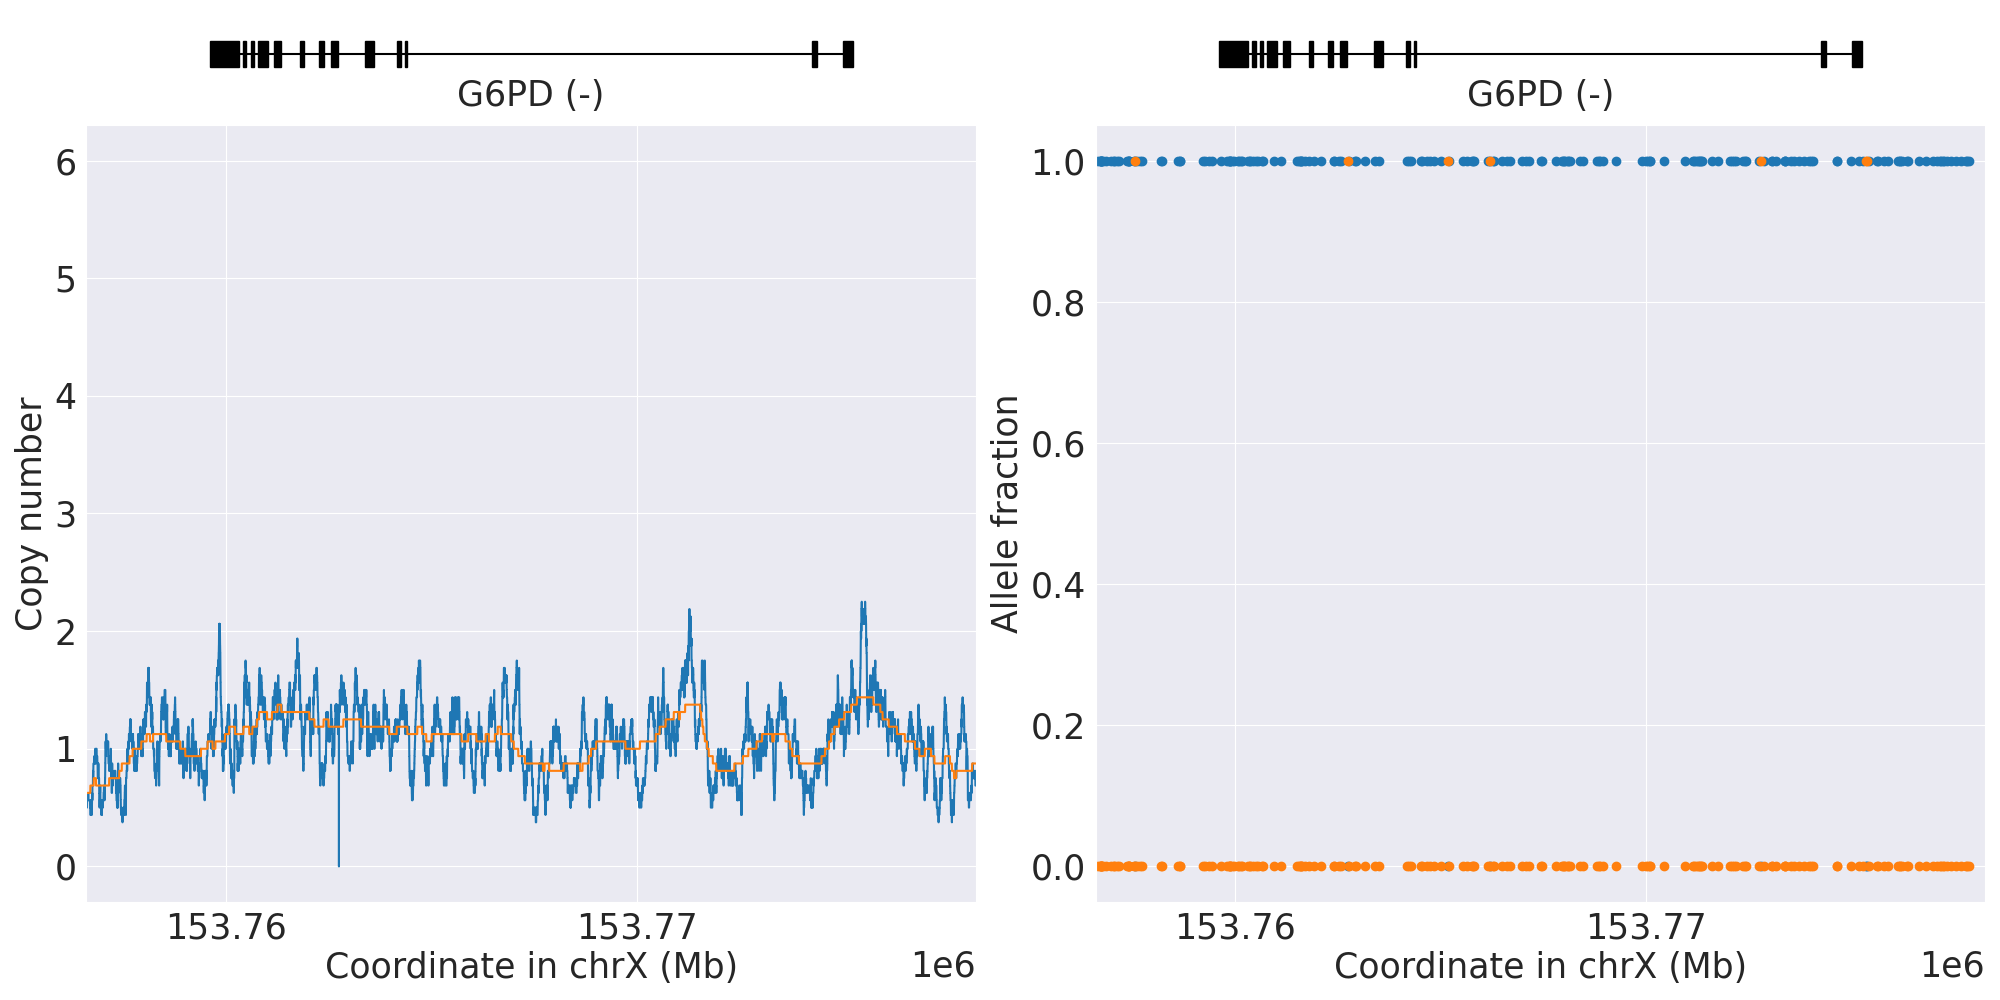 G6PD (-)
6
5
4
3
2
1
0
Copy number
153.76
153.77
Coordinate in chrX (Mb)
1e6
G6PD (-)
1.0
0.8
0.6
0.4
0.2
0.0
Allele fraction
153.76
153.77
Coordinate in chrX (Mb)
1e6